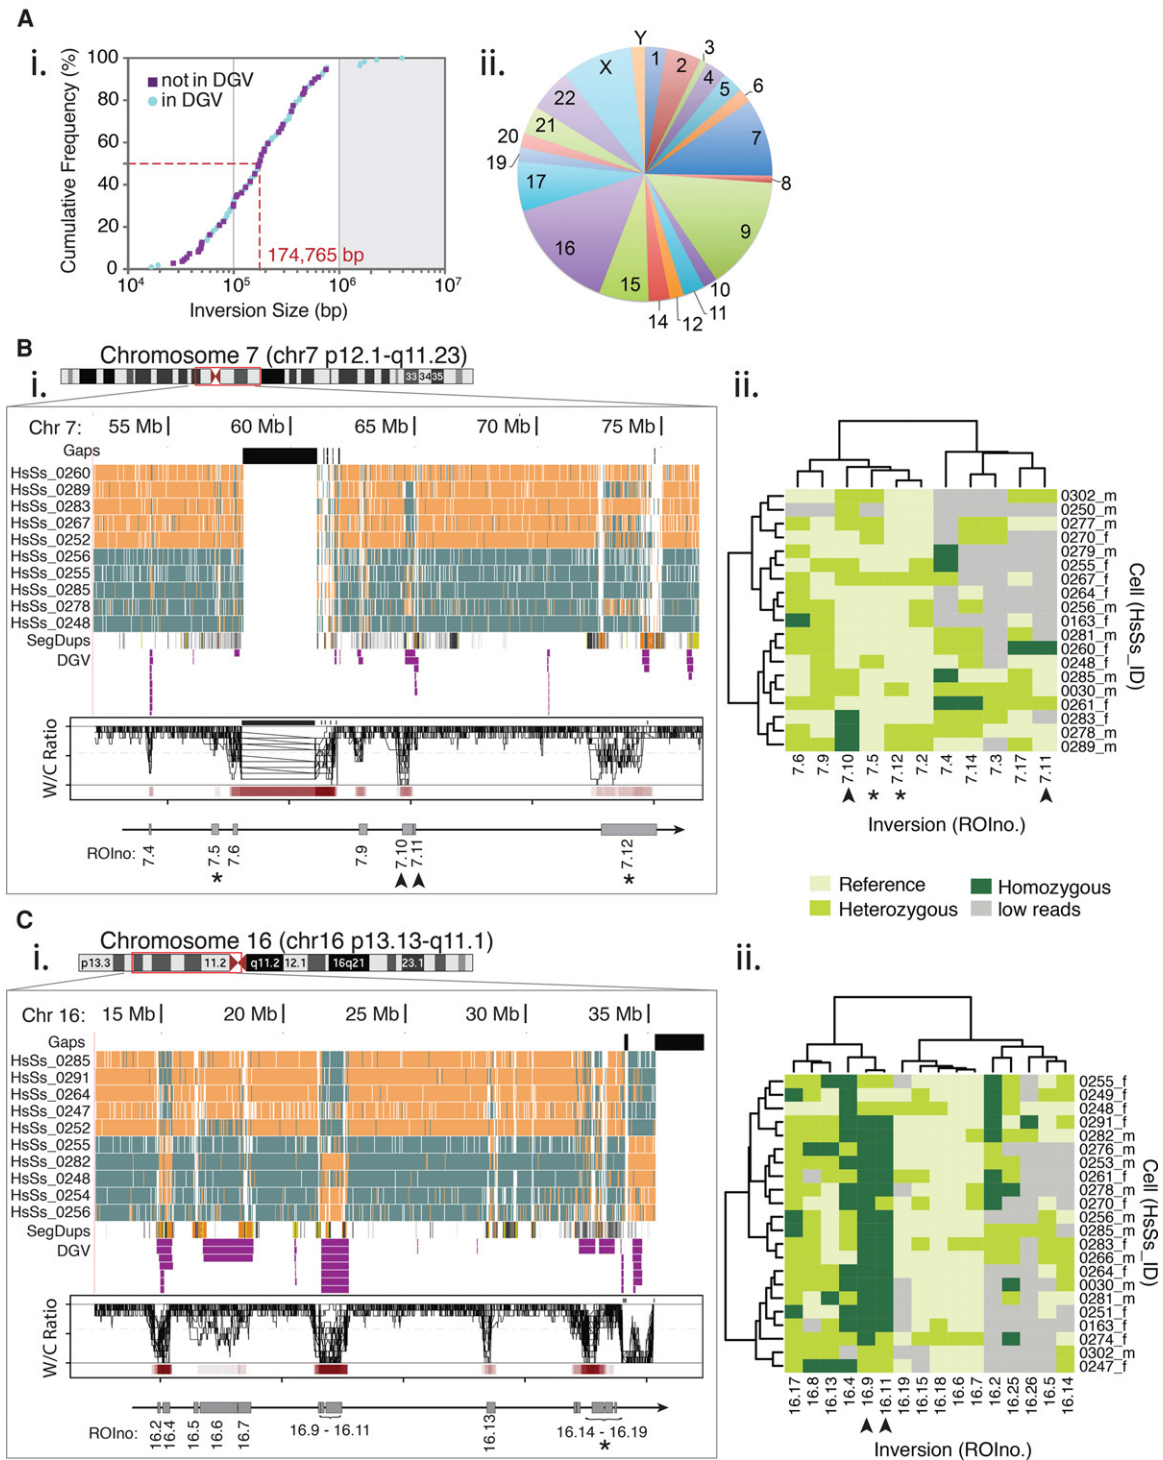 A
i.
Cumulative Frequency (%)
100
80
60
40
20
0
not in DGV
in DGV
174,765 bp
10⁴
10⁵
10⁶
10⁷
Inversion Size (bp)
ii.
Y
1
2
3
4
5
6
7
8
9
10
11
12
14
15
16
17
19
20
21
22
X
B
Chromosome 7 (chr7 p12.1-q11.23)
i.
33 34 35
Chr 7: 55 Mb 60 Mb 65 Mb 70 Mb 75 Mb
Gaps
HsSs_0260
HsSs_0289
HsSs_0283
HsSs_0267
HsSs_0252
HsSs_0256
HsSs_0255
HsSs_0285
HsSs_0278
HsSs_0248
SegDups
DGV
W/C Ratio
ROIno: 7.4 7.5 7.6 7.9 7.10 7.11 7.12
* *
ii.
0302_m
0250_m
0277_m
0270_f
0279_m
0255_f
0267_f
0264_f
0256_m
0163_f
0281_m
0260_f
0248_f
0285_m
0030_m
0261_f
0283_f
0278_m
0289_m
Cell (HsSs_ID)
7.6 7.9 7.10 7.5 7.12 7.2 7.4 7.14 7.3 7.17 7.11
* *
Inversion (ROIno.)
Reference
Heterozygous
Homozygous
low reads
C
Chromosome 16 (chr16 p13.13-q11.1)
i.
p13.3 11.2 q11.2 12.1 16q21 23.1
Chr 16: 15 Mb 20 Mb 25 Mb 30 Mb 35 Mb
Gaps
HsSs_0285
HsSs_0291
HsSs_0264
HsSs_0247
HsSs_0252
HsSs_0255
HsSs_0282
HsSs_0248
HsSs_0254
HsSs_0256
SegDups
DGV
W/C Ratio
ROIno: 16.2 16.4 16.5 16.6 16.7 16.9 - 16.11 16.13 16.14 - 16.19
*
ii.
0255_f
0249_f
0248_f
0291_f
0282_m
0276_m
0253_m
0261_f
0278_m
0270_f
0256_m
0285_m
0283_f
0266_m
0264_f
0030_m
0281_m
0251_f
0163_f
0274_f
0302_m
0247_f
Celll (HsSs_ID)
16.17 16.8 16.13 16.4 16.9 16.11 16.19 16.15 16.18 16.6 16.7 16.2 16.25 16.26 16.5 16.14
Inversion (ROIno.)